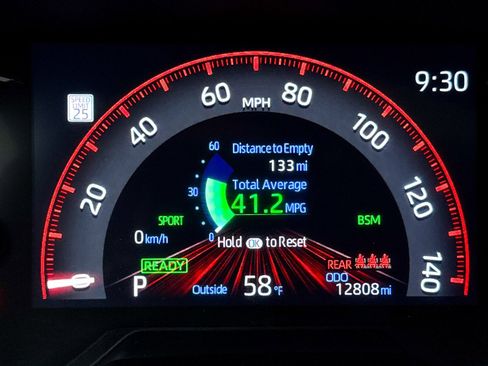 9:30
SPEED
LIMIT
25
0
20
40
60
80
100
120
140
MPH
60
30
0
Distance to Empty
133 mi
Total Average
41.2 MPG
Hold OK to Reset
SPORT
BSM
0 km/h
READY
P
Outside
58 °F
REAR
ODO
12808 mi